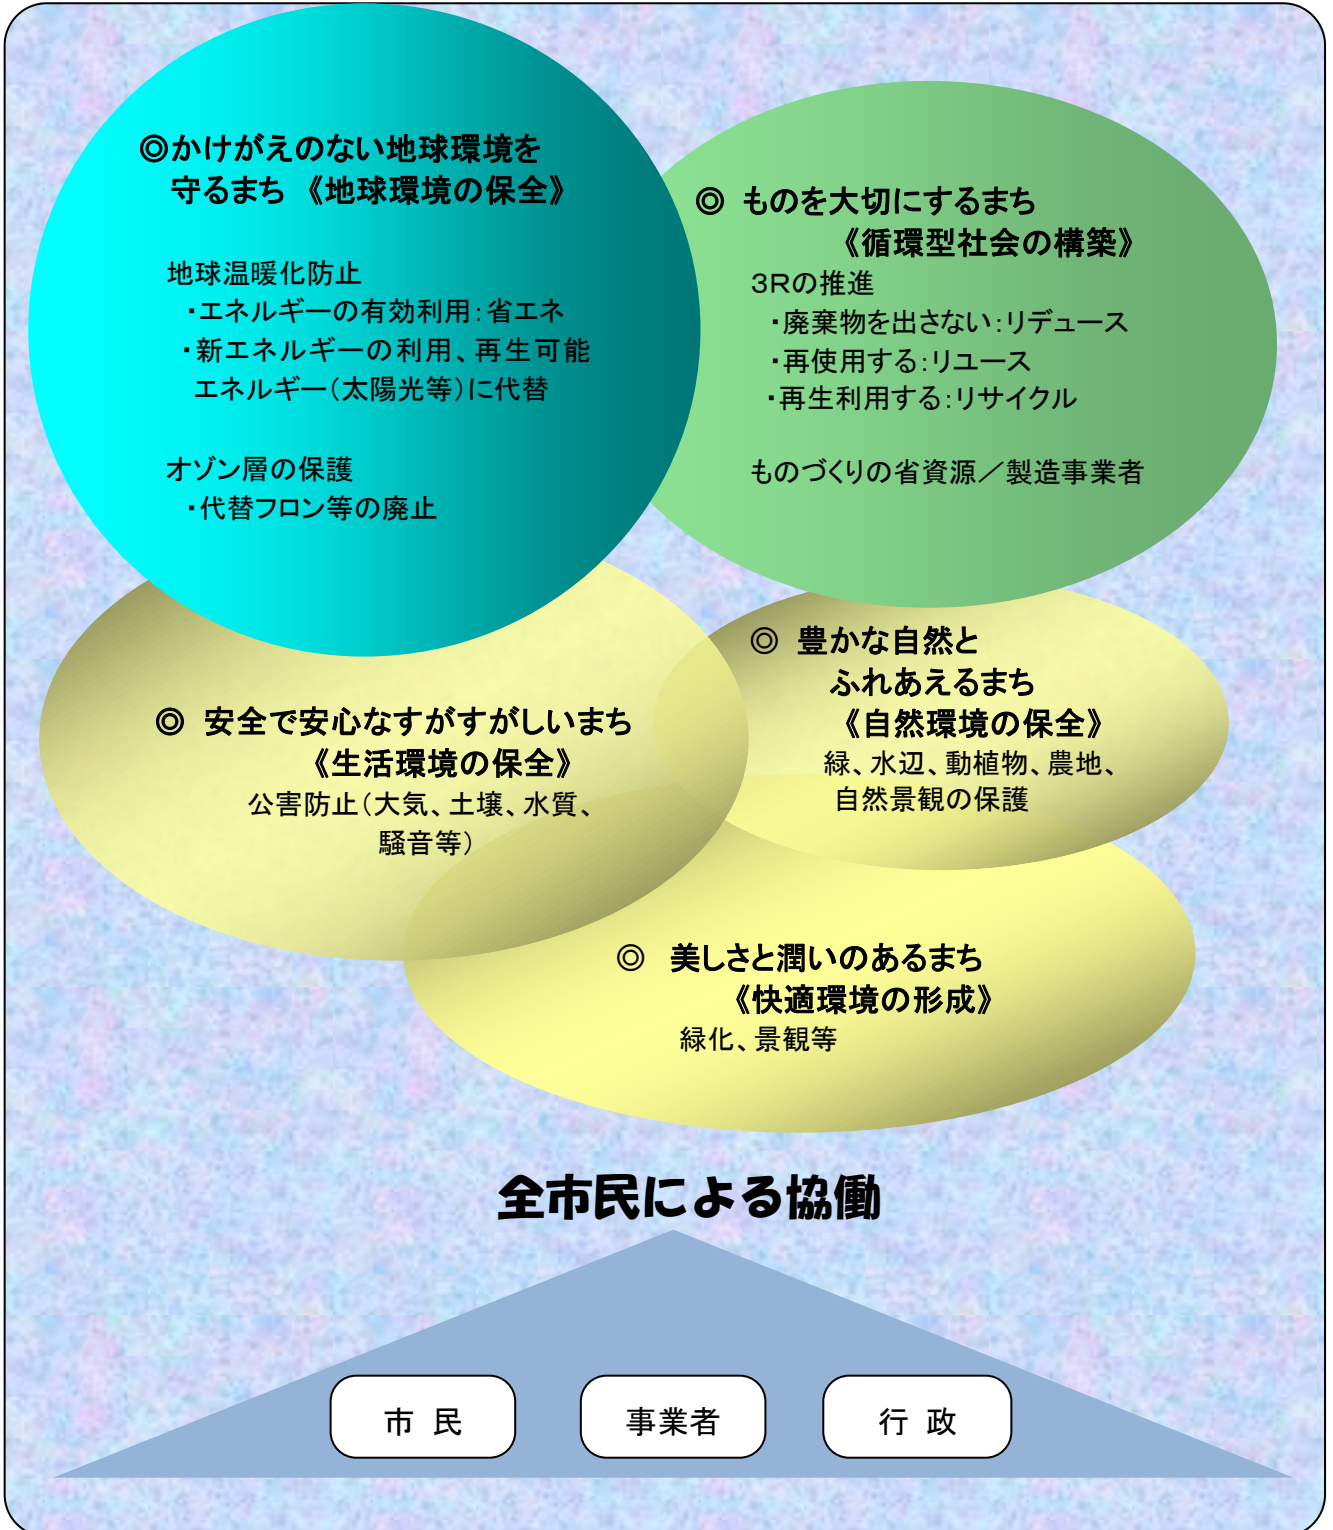 ◎かけがえのない地球環境を
守るまち 《地球環境の保全》
地球温暖化防止
・エネルギーの有効利用:省エネ
・新エネルギーの利用、再生可能
エネルギー(太陽光等)に代替
オゾン層の保護
・代替フロン等の廃止
◎ ものを大切にするまち
《循環型社会の構築》
3Rの推進
・廃棄物を出さない:リデュース
・再使用する:リユース
・再生利用する:リサイクル
ものづくりの省資源/製造事業者
◎ 豊かな自然と
ふれあえるまち
《自然環境の保全》
緑、水辺、動植物、農地、
自然景観の保護
◎ 安全で安心なすがすがしいまち
《生活環境の保全》
公害防止(大気、土壌、水質、
騒音等)
◎ 美しさと潤いのあるまち
《快適環境の形成》
緑化、景観等
全市民による協働
市 民
事業者
行 政